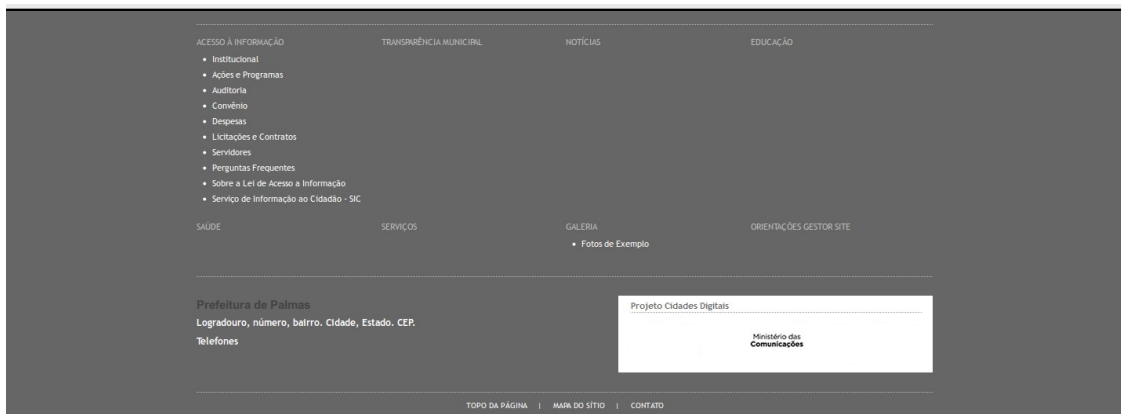 ACESSO À INFORMAÇÃO
TRANSPARÊNCIA MUNICIPAL
NOTÍCIAS
EDUCAÇÃO
• Institucional
• Ações e Programas
• Auditoria
• Convênio
• Despesas
• Licitações e Contratos
• Servidores
• Perguntas Frequentes
• Sobre a Lei de Acesso a Informação
• Serviço de Informação ao Cidadão - SIC
SAÚDE
SERVIÇOS
GALERIA
ORIENTAÇÕES GESTOR SITE
• Fotos de Exemplo
Prefeitura de Palmas
Logradouro, número, bairro. Cidade, Estado. CEP.
Telefones
Projeto Cidades Digitais
Ministério das
Comunicações
TOPO DA PÁGINA | MAPA DO SÍTIO | CONTATO